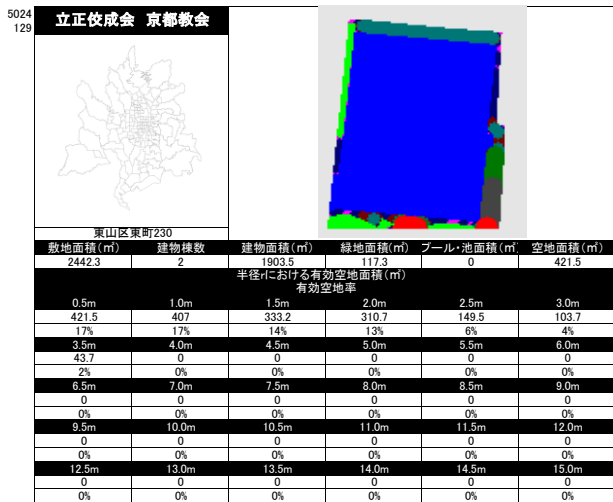 5024
129
立正佼成会 京都教会
東山区東町230
敷地面積(㎡) 建物棟数 建物面積(㎡) 緑地面積(㎡) プール・池面積(㎡ 空地面積(㎡)
2442.3 2 1903.5 117.3 0 421.5
半径rにおける有効空地面積(㎡)
有効空地率
0.5m 1.0m 1.5m 2.0m 2.5m 3.0m
421.5 407 333.2 310.7 149.5 103.7
17% 17% 14% 13% 6% 4%
3.5m 4.0m 4.5m 5.0m 5.5m 6.0m
43.7 0 0 0 0 0
2% 0% 0% 0% 0% 0%
6.5m 7.0m 7.5m 8.0m 8.5m 9.0m
0 0 0 0 0 0
0% 0% 0% 0% 0% 0%
9.5m 10.0m 10.5m 11.0m 11.5m 12.0m
0 0 0 0 0 0
0% 0% 0% 0% 0% 0%
12.5m 13.0m 13.5m 14.0m 14.5m 15.0m
0 0 0 0 0 0
0% 0% 0% 0% 0% 0%